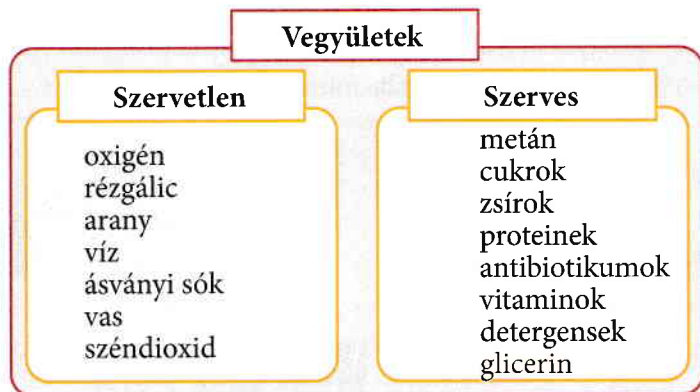 Vegyületek
Szervetlen
oxigén
rézgálic
arany
víz
ásványi sók
vas
széndioxid
Szerves
metán
cukrok
zsírok
proteinek
antibiotikumok
vitaminok
detergensek
glicerin